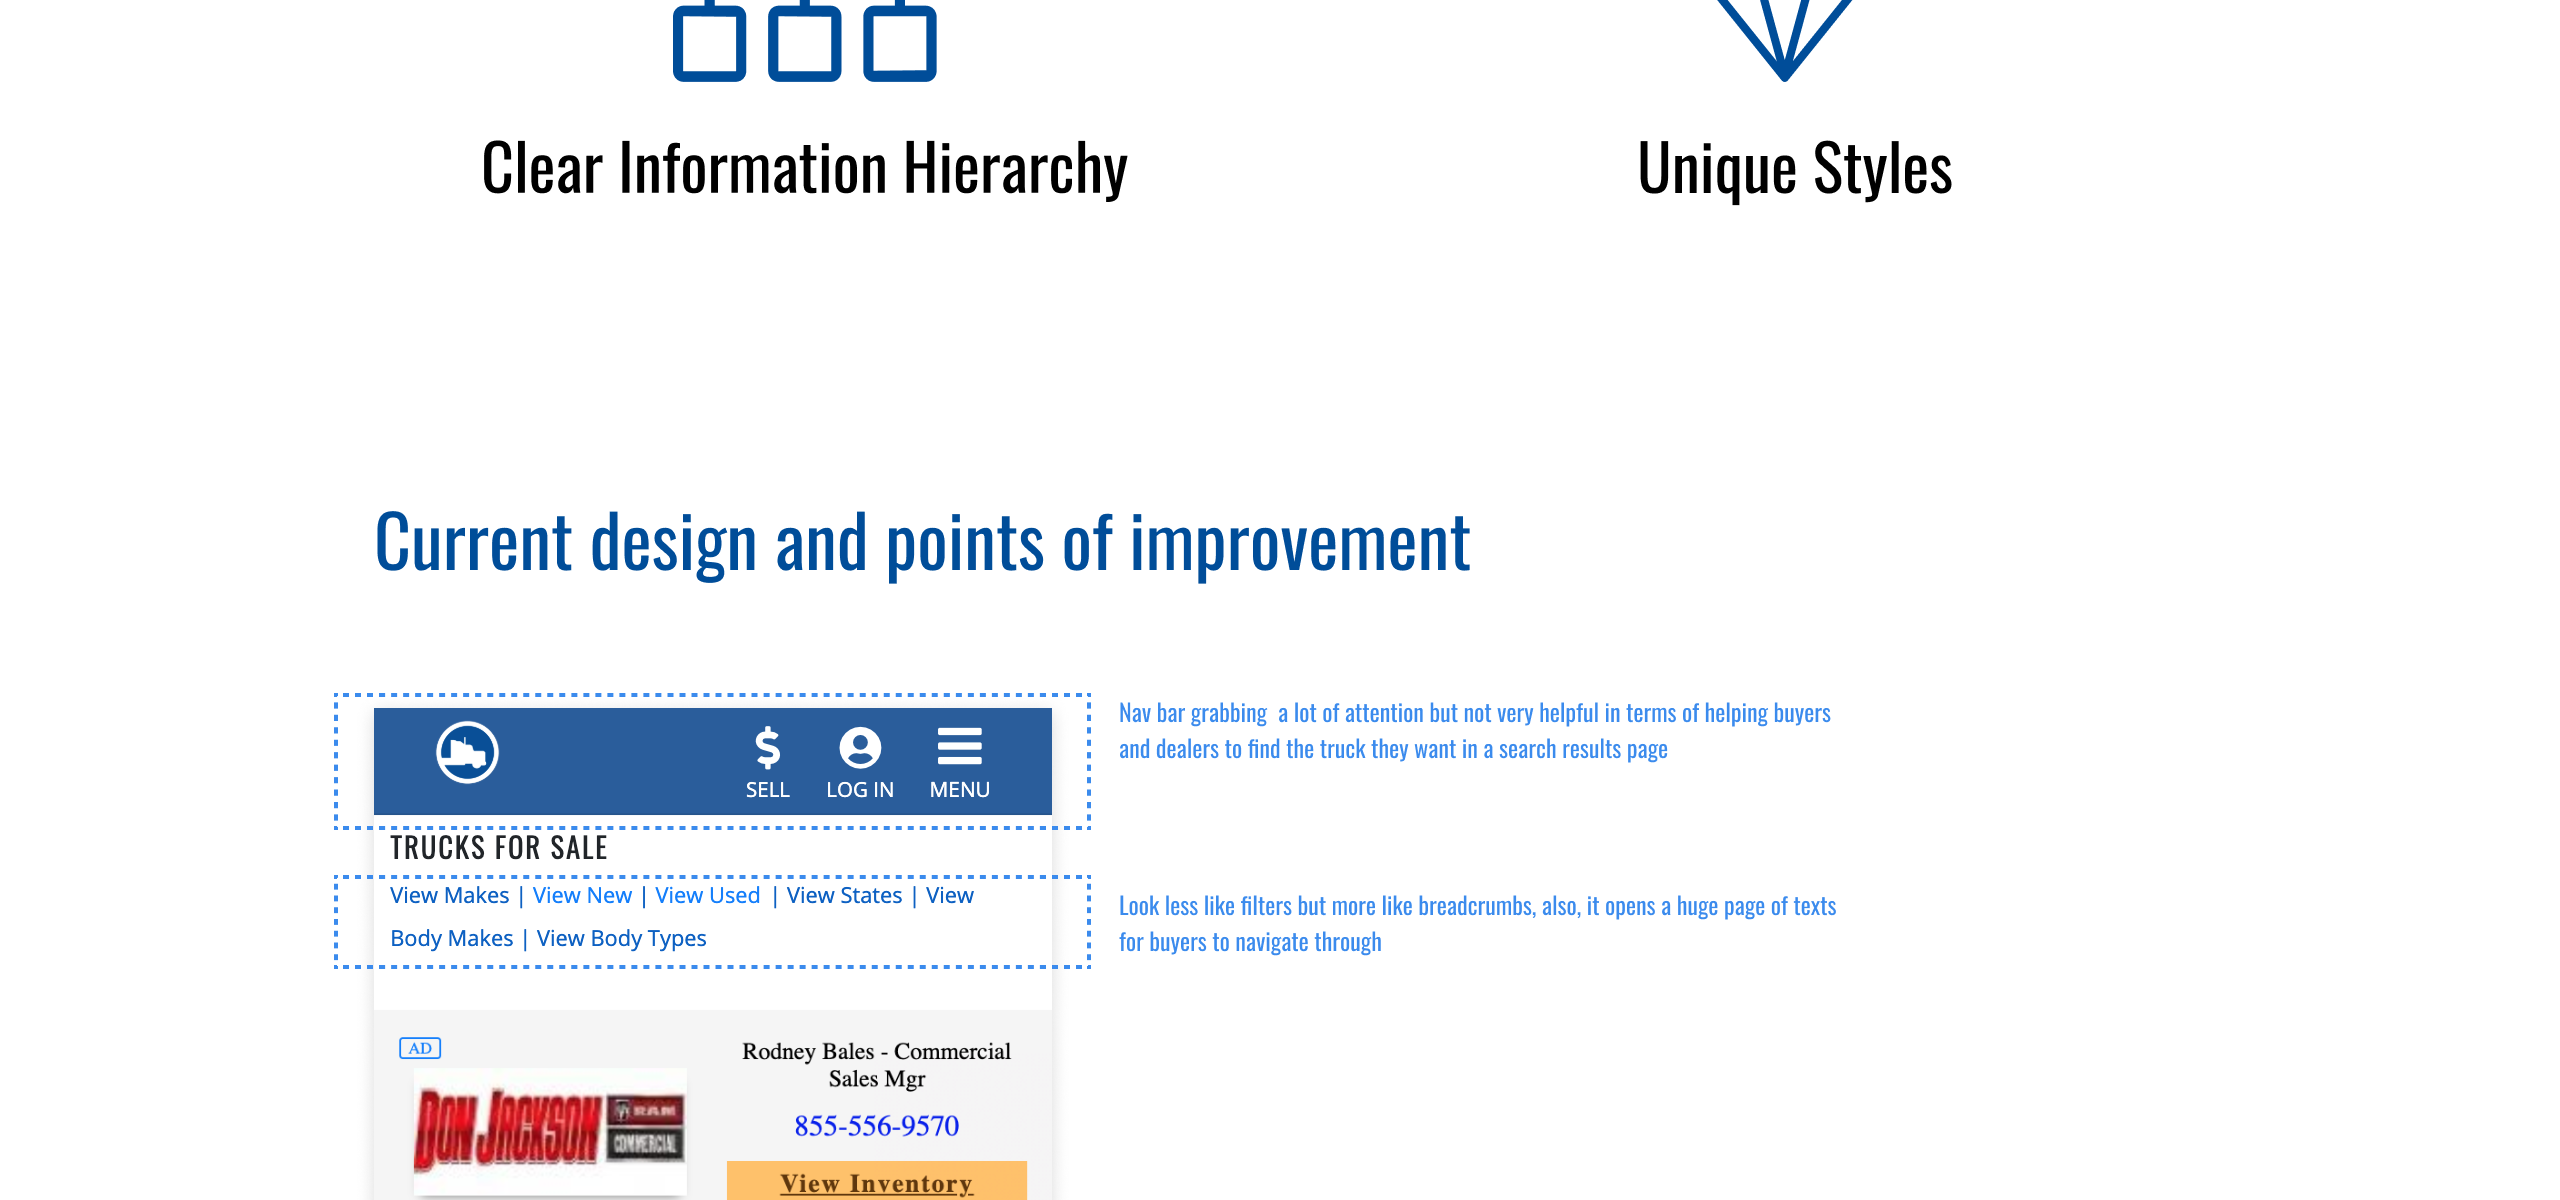 Clear Information Hierarchy
Unique Styles
Current design and points of improvement
Nav bar grabbing  a lot of attention but not very helpful in terms of helping buyers
and dealers to find the truck they want in a search results page
SELL
LOG IN
MENU
TRUCKS FOR SALE
View Makes | View New | View Used | View States | View
Body Makes | View Body Types
Look less like filters but more like breadcrumbs, also, it opens a huge page of texts
for buyers to navigate through
AD
DON JACKSON
COMMERCIAL
Rodney Bales - Commercial
Sales Mgr
855-556-9570
View Inventory